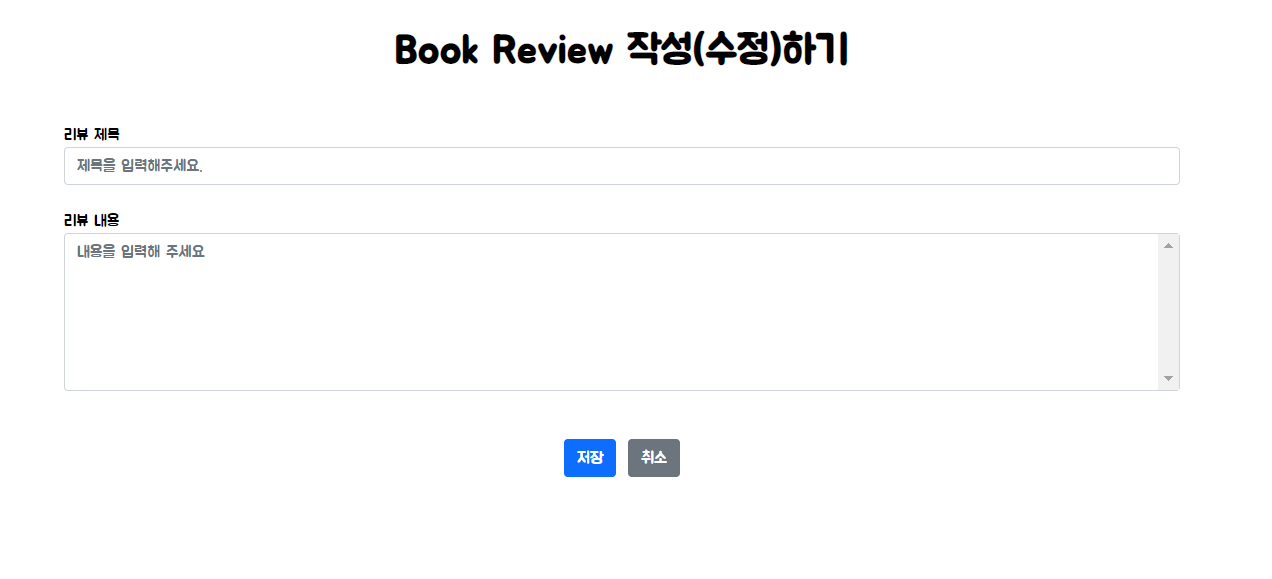 Book Review 작성(수정)하기
리뷰 제목
제목을 입력해주세요.
리뷰 내용
내용을 입력해 주세요
저장 취소